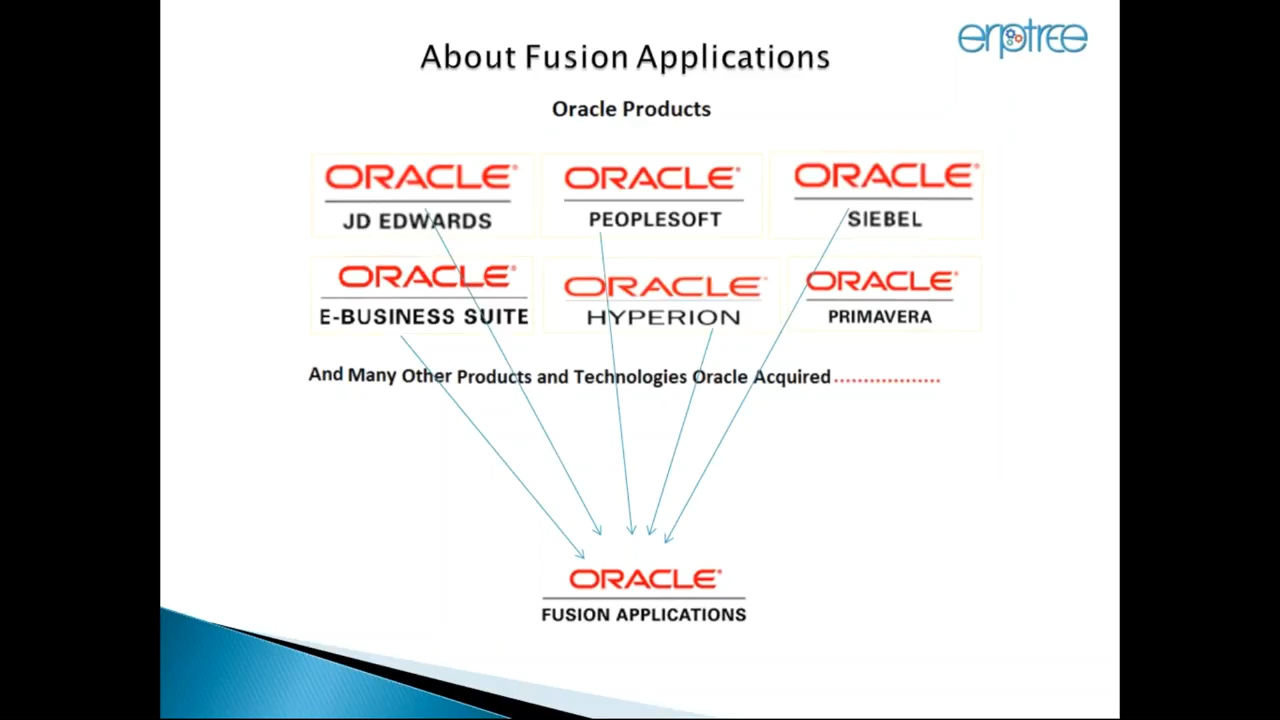 erptree
About Fusion Applications
Oracle Products
ORACLE®
JD EDWARDS
ORACLE®
PEOPLESOFT
ORACLE®
SIEBEL
ORACLE®
E-BUSINESS SUITE
ORACLE®
HYPERION
ORACLE®
PRIMAVERA
And Many Other Products and Technologies Oracle Acquired..................
ORACLE®
FUSION APPLICATIONS